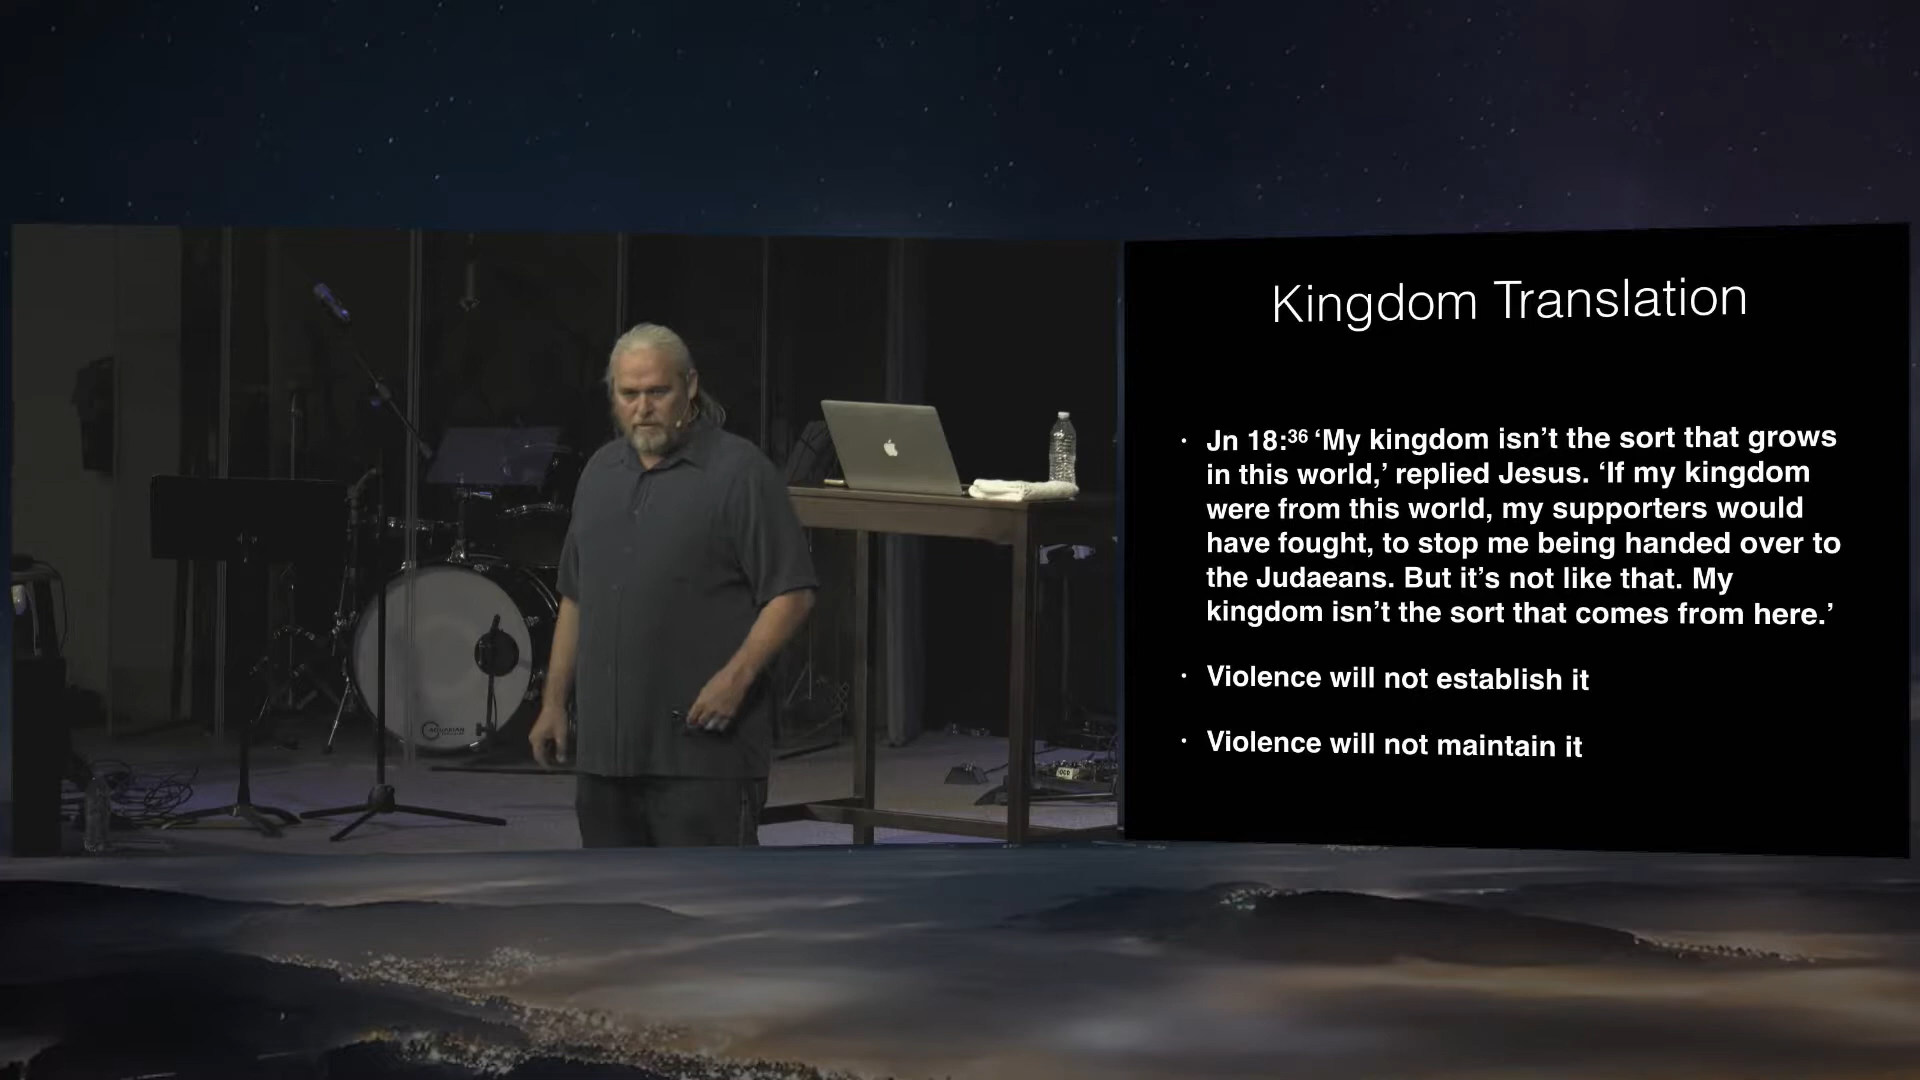 Kingdom Translation
· Jn 18:36 ‘My kingdom isn’t the sort that grows
in this world,’ replied Jesus. ‘If my kingdom
were from this world, my supporters would
have fought, to stop me being handed over to
the Judaeans. But it’s not like that. My
kingdom isn’t the sort that comes from here.’
· Violence will not establish it
· Violence will not maintain it